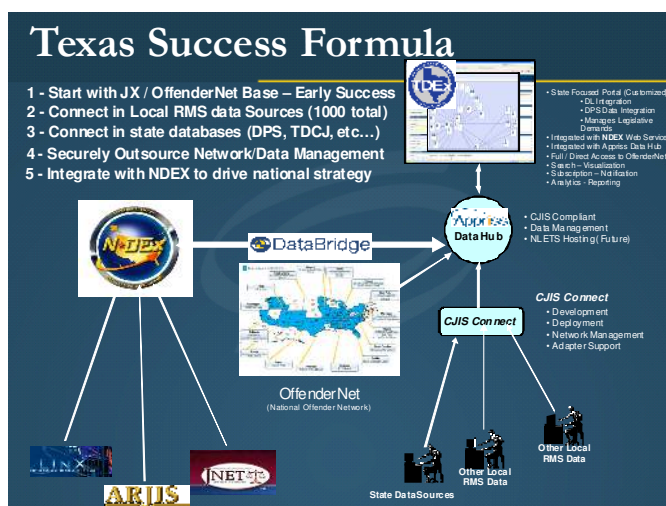 Texas Success Formula
1 - Start with JX / OffenderNet Base – Early Success
2 - Connect in Local RMS data Sources (1000 total)
3 - Connect in state databases (DPS, TDCJ, etc…)
4 - Securely Outsource Network/Data Management
5 - Integrate with NDEX to drive national strategy
TDEX
• State Focused Portal (Customized
• DL Integration
• DPS Data Integration
• Manages Legislative
Demands
• Integrated with NDEX Web Service
• Integrated with Appriss Data Hub
• Full / Direct Access to OffenderNet
• Search – Visualization
• Subscription – Notification
• Analytics - Reporting
N-DEx
DataBridge
Appriss
DataHub
• CJIS Compliant
• Data Management
• NLETS Hosting( Future)
CJIS Connect
CJIS Connect
• Development
• Deployment
• Network Management
• Adapter Support
OffenderNet
(National Offender Network)
LINX
ARJIS
JNET
State DataSources
Other Local
RMS Data
Other Local
RMS Data